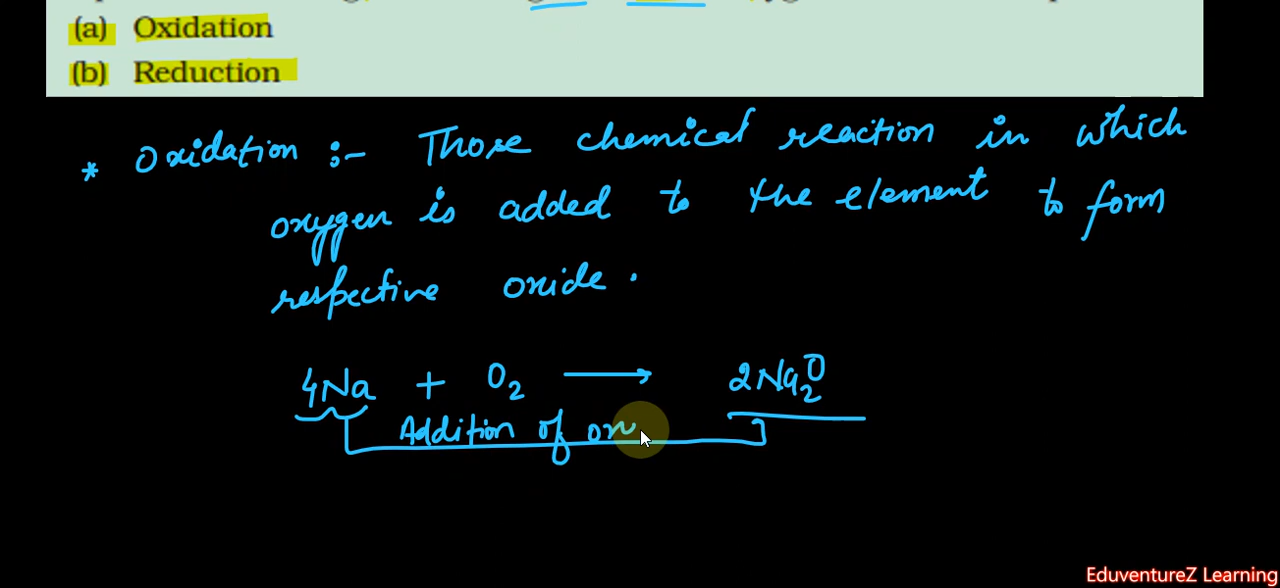 (a) Oxidation
(b) Reduction
* Oxidation :- Those chemical reaction in which
oxygen is added to the element to form
respective oxide.
4Na + O₂ → 2Na₂O
Addition of ox
EduventureZ Learning